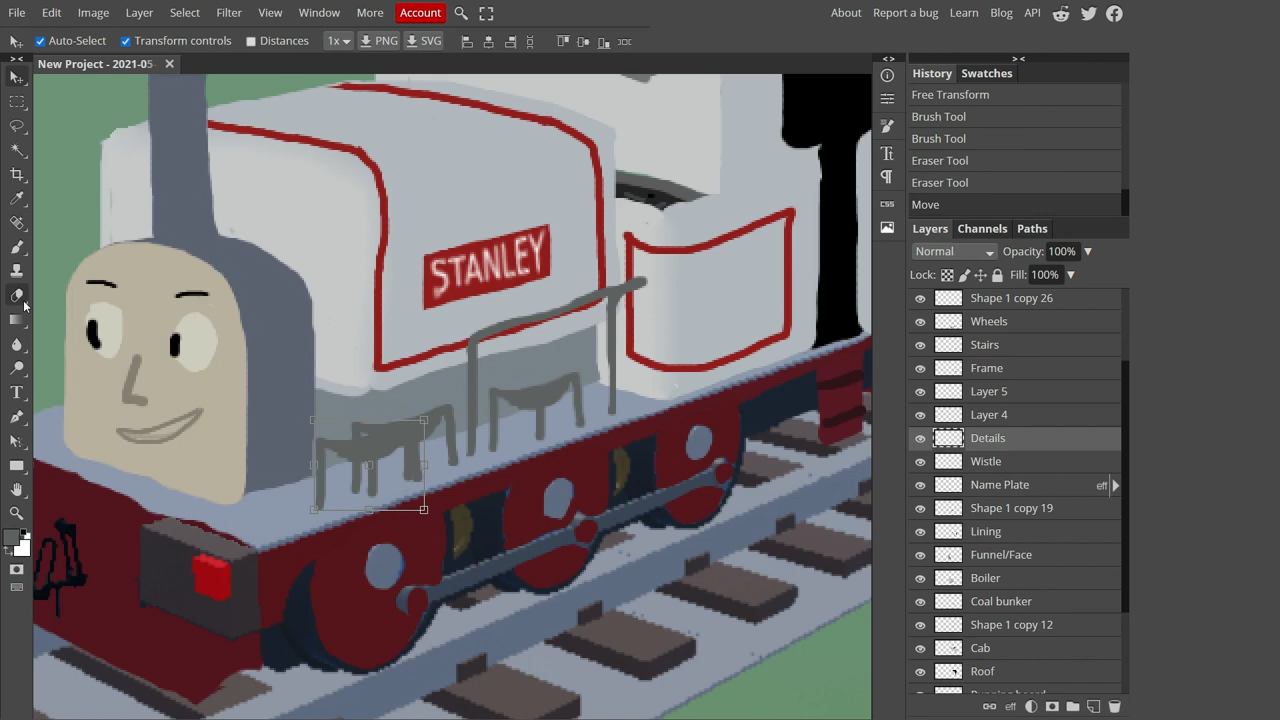 File Edit Image Layer Select Filter View Window More Account
About Report a bug Learn Blog API
Auto-Select Transform controls Distances 1x PNG SVG
New Project - 2021-05-
History Swatches
Free Transform
Brush Tool
Brush Tool
Eraser Tool
Eraser Tool
Move
CSS
Layers Channels Paths
Normal Opacity: 100%
Lock: Fill: 100%
Shape 1 copy 26
Wheels
Stairs
Frame
Layer 5
Layer 4
Details
Wistle
Name Plate eff
Shape 1 copy 19
Lining
Funnel/Face
Boiler
Coal bunker
Shape 1 copy 12
Cab
Roof
eff
STANLEY